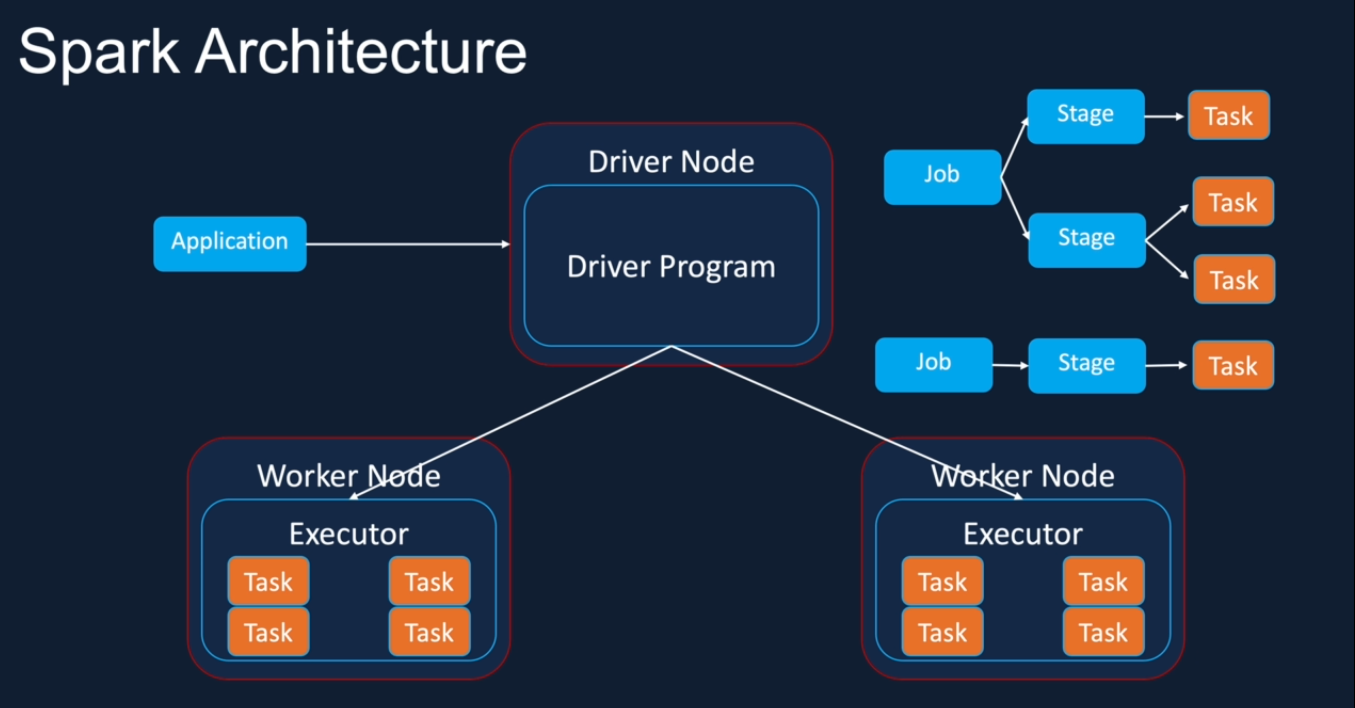 Spark Architecture
Application
Driver Node
Driver Program
Job
Stage
Task
Stage
Task
Task
Job
Stage
Task
Worker Node
Executor
Task Task
Task Task
Worker Node
Executor
Task Task
Task Task